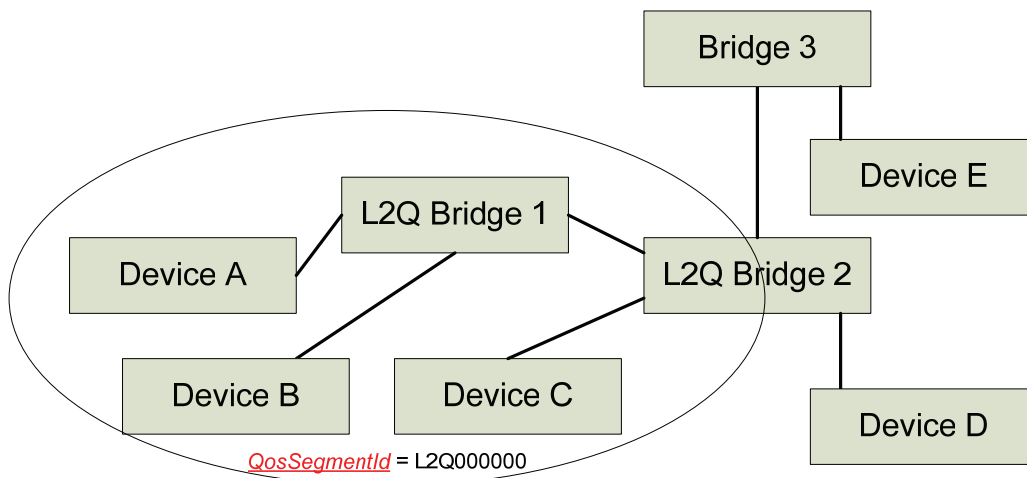 Bridge 3
Device E
L2Q Bridge 1
Device A
L2Q Bridge 2
Device B
Device C
Device D
QosSegmentId = L2Q000000